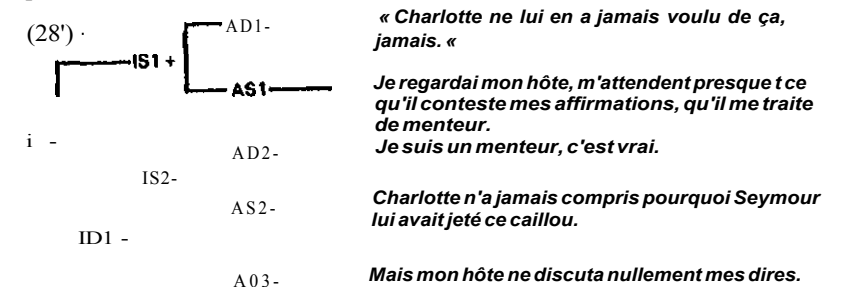 « Charlotte ne lui en a jamais voulu de ça,
(28') · AD1-
jamais. «
IS1 +
AS1
Je regardai mon hôte, m'attendent presque t ce
qu'il conteste mes affirmations, qu'il me traite
de menteur.
i - AD2- Je suis un menteur, c'est vrai.
IS2-
AS2- Charlotte n'a jamais compris pourquoi Seymour
lui avait jeté ce caillou.
ID1 -
A03- Mais mon hôte ne discuta nullement mes dires.